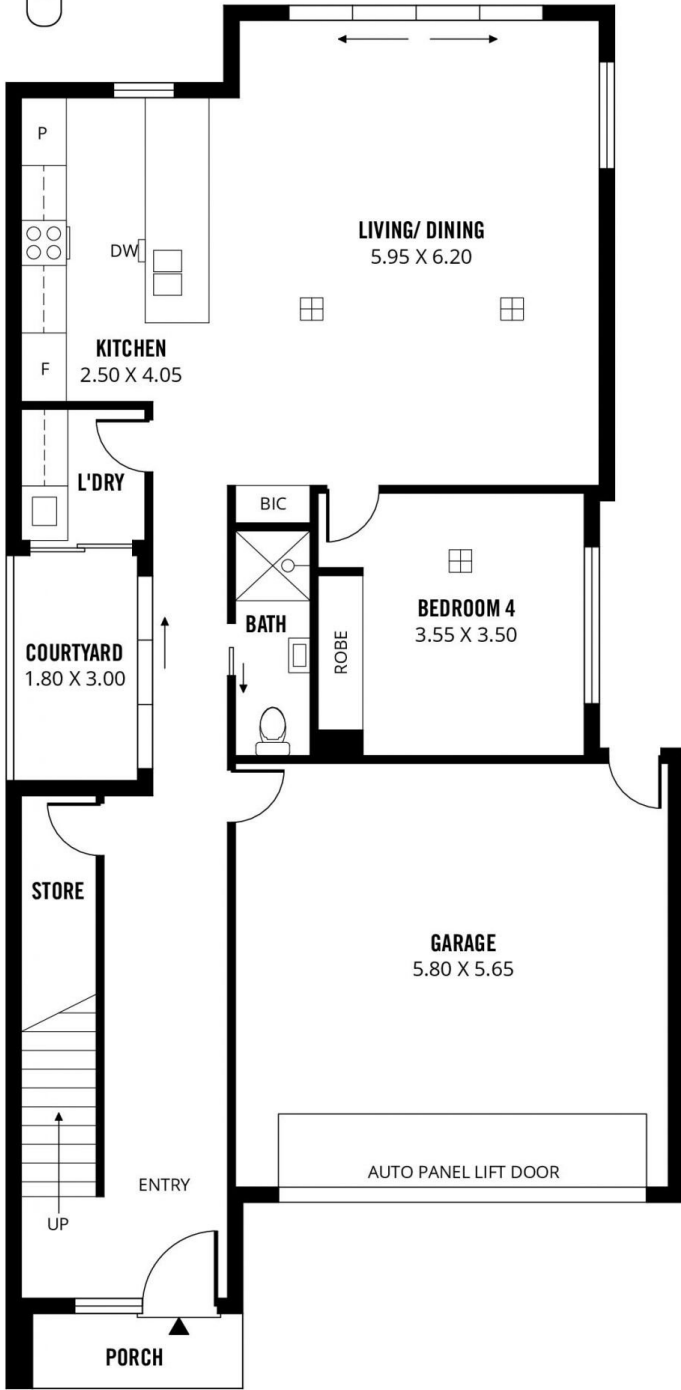 P
DW
LIVING/ DINING
5.95 X 6.20
KITCHEN
2.50 X 4.05
F
L'DRY
BIC
BATH
ROBE
BEDROOM 4
3.55 X 3.50
COURTYARD
1.80 X 3.00
STORE
GARAGE
5.80 X 5.65
AUTO PANEL LIFT DOOR
ENTRY
UP
PORCH